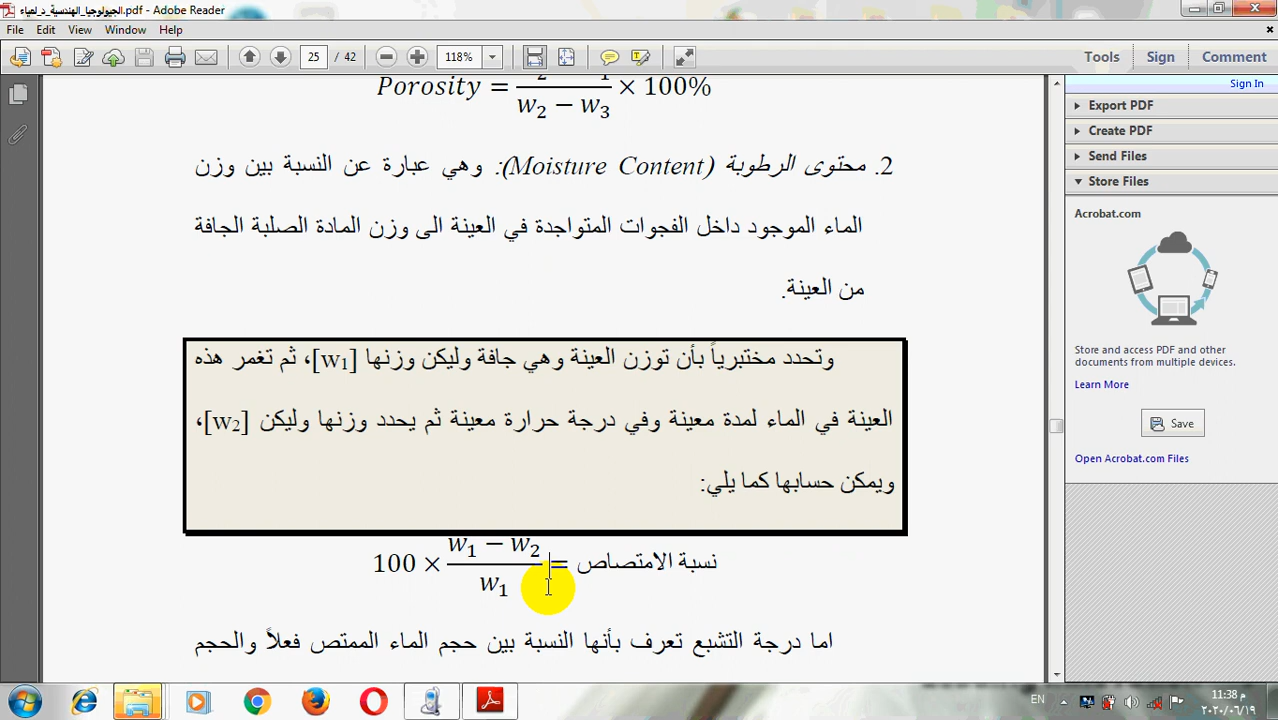 الجيولوجيا_الهندسية_د_لمياء.pdf - Adobe Reader
File Edit View Window Help
25 / 42 118% Tools Sign Comment
Porosity = (w2 − w1)/(w2 − w3) × 100%
2. محتوى الرطوبة (Moisture Content): وهي عبارة عن النسبة بين وزن
الماء الموجود داخل الفجوات المتواجدة في العينة الى وزن المادة الصلبة الجافة
من العينة.
وتحدد مختبرياً بأن توزن العينة وهي جافة وليكن وزنها [w1]، ثم تغمر هذه
العينة في الماء لمدة معينة وفي درجة حرارة معينة ثم يحدد وزنها وليكن [w2]،
ويمكن حسابها كما يلي:
نسبة الامتصاص = (w1 − w2)/w1 × 100
اما درجة التشبع تعرف بأنها النسبة بين حجم الماء الممتص فعلاً والحجم
Sign In
Export PDF
Create PDF
Send Files
Store Files
Acrobat.com
Store and access PDF and other
documents from multiple devices.
Learn More
Save
Open Acrobat.com Files
EN
11:38 م
٢٠٢٠/٠٦/١٩